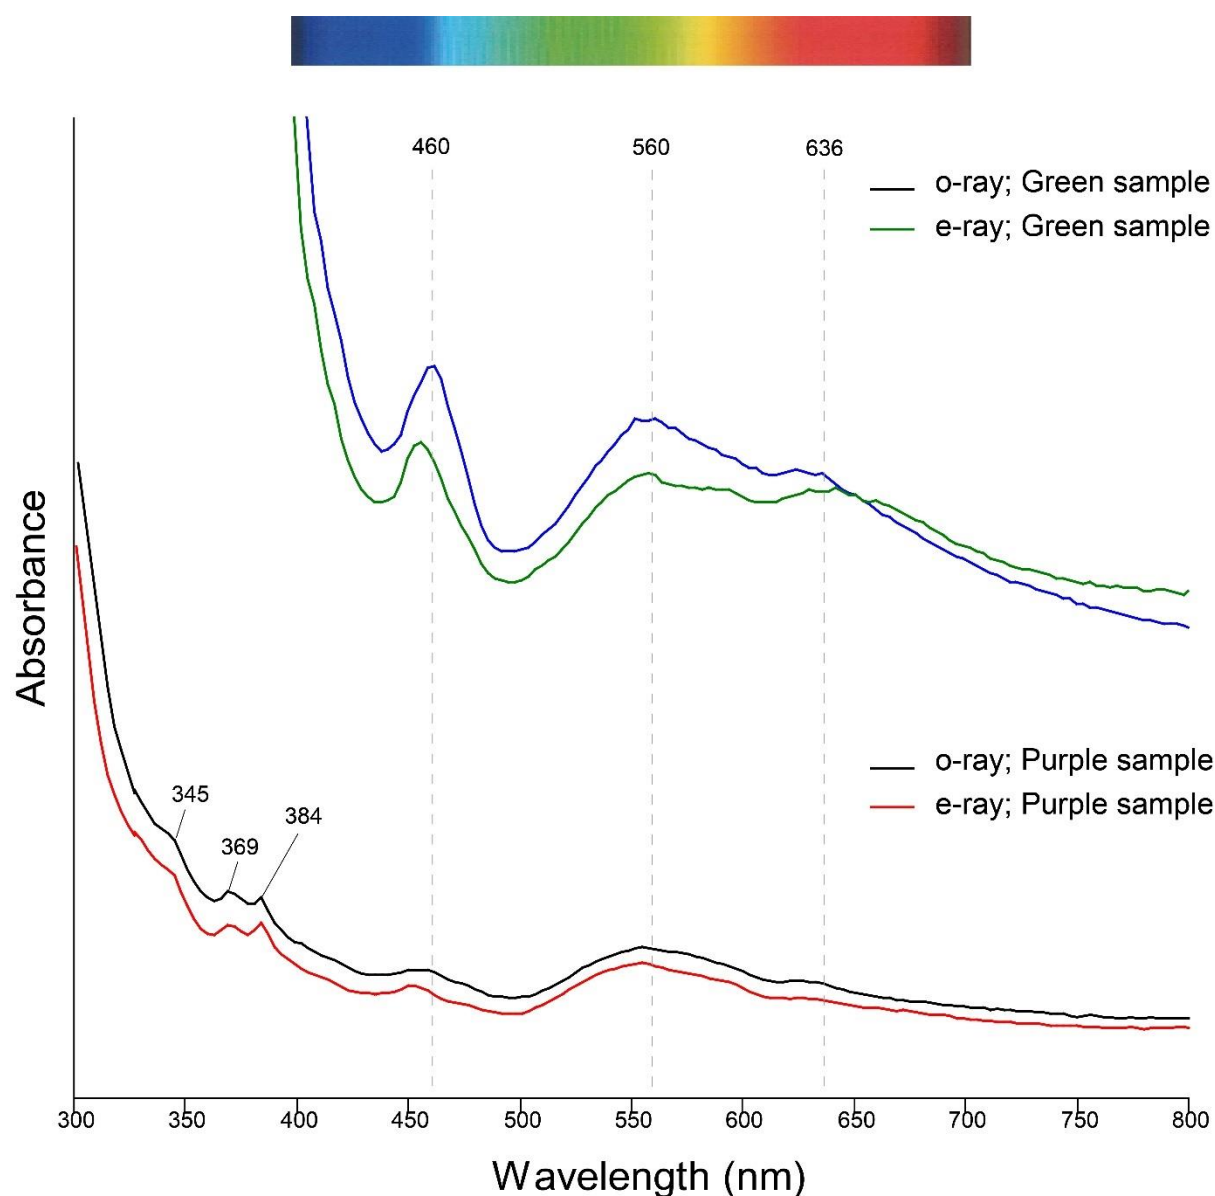 460 560 636
o-ray; Green sample
e-ray; Green sample
Absorbance
o-ray; Purple sample
e-ray; Purple sample
345
384
369
300 350 400 450 500 550 600 650 700 750 800
Wavelength (nm)